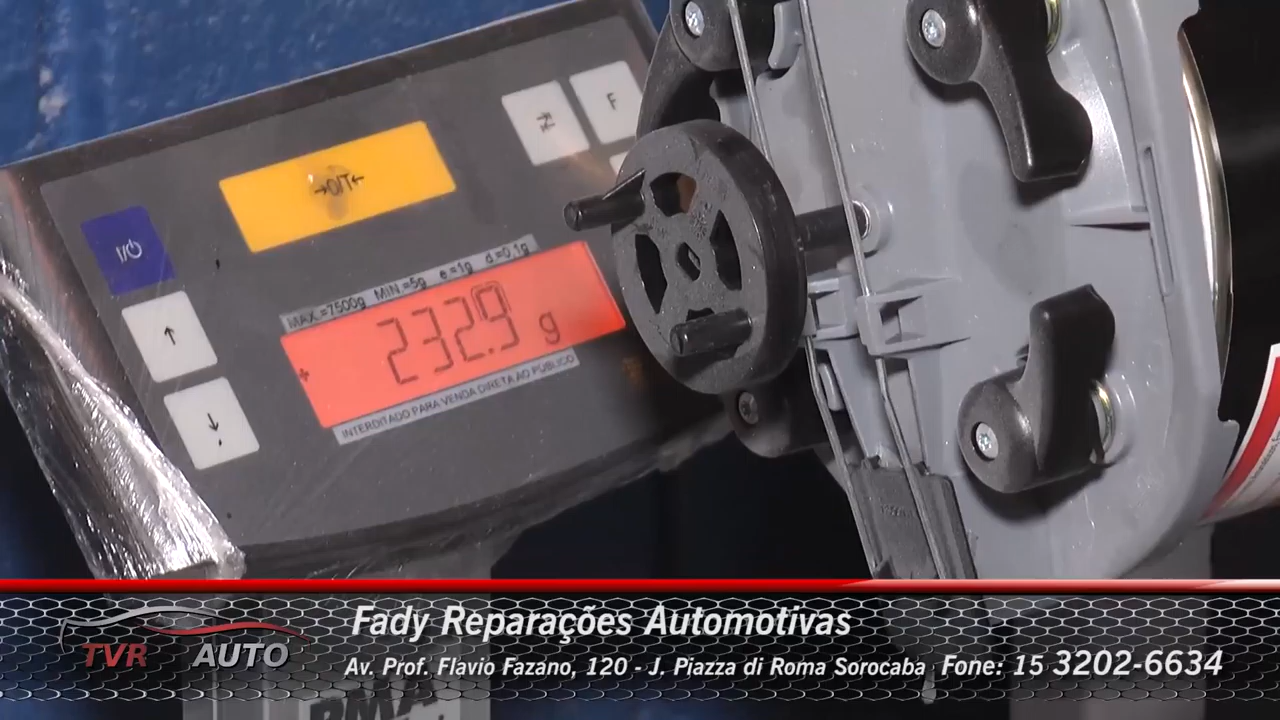 F
→0/T←
I/
MAX.=7500g MIN.=5g e=1g d=0,1g
232.9 g
INTERDITADO PARA VENDA DIRETA AO PÚBLICO
Fady Reparações Automotivas
TVR AUTO
Av. Prof. Flavio Fazano, 120 - J. Piazza di Roma Sorocaba Fone: 15 3202-6634